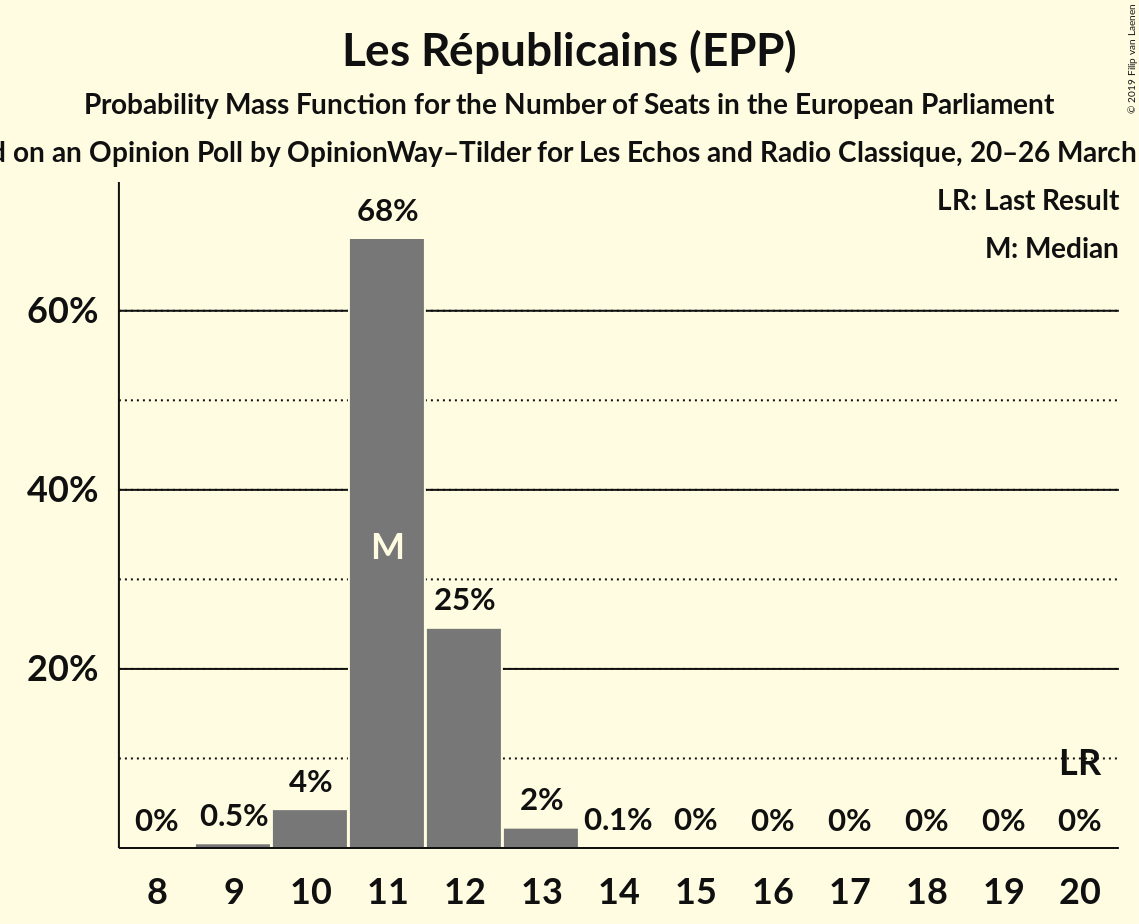 Les Républicains (EPP)
Probability Mass Function for the Number of Seats in the European Parliament
on an Opinion Poll by OpinionWay–Tilder for Les Echos and Radio Classique, 20–26 March
© 2019 Filip van Laenen
LR: Last Result
M: Median
68%
60%
40%
M
25%
20%
LR
4%
2%
0% 0.5% 0.1% 0% 0% 0% 0% 0% 0%
8 9 10 11 12 13 14 15 16 17 18 19 20